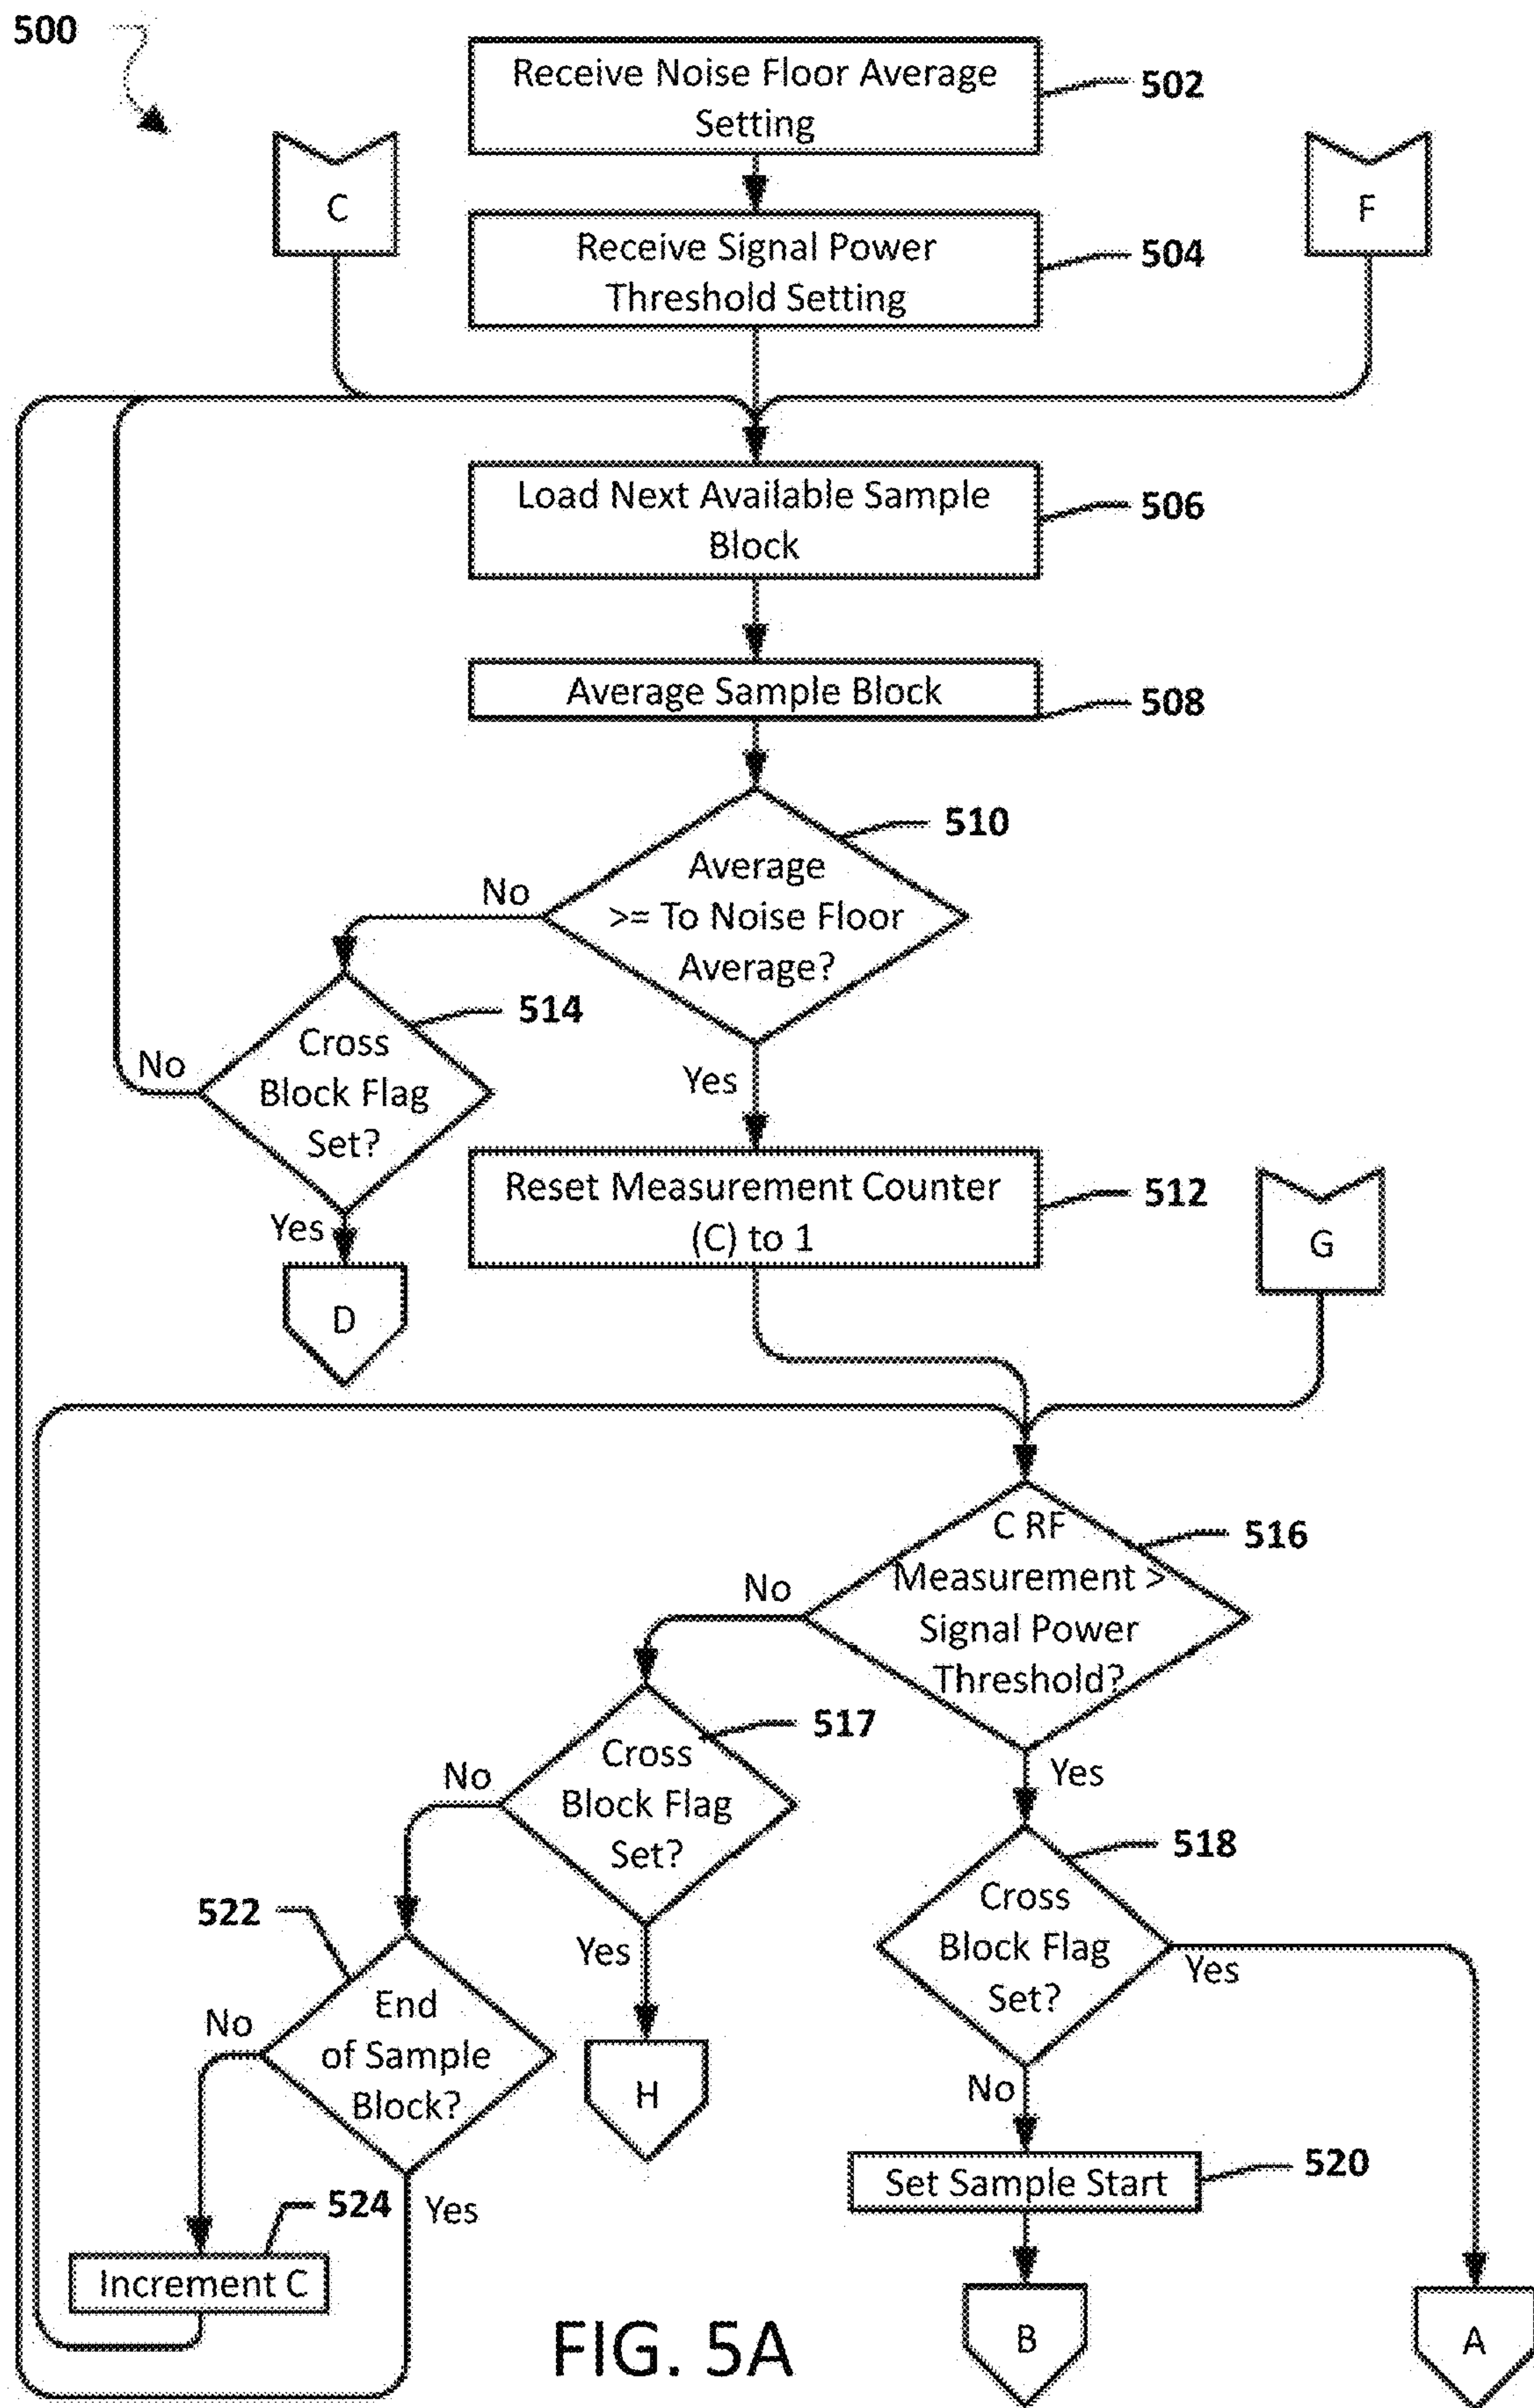 500
Receive Noise Floor Average
Setting
502
C
F
Receive Signal Power
Threshold Setting
504
Load Next Available Sample
Block
506
Average Sample Block
508
510
Average
>= To Noise Floor
Average?
No
514
Cross
Block Flag
Set?
No
Yes
Yes
Reset Measurement Counter
(C) to 1
512
G
D
C RF
Measurement >
Signal Power
Threshold?
516
No
Yes
517
Cross
Block Flag
Set?
No
Yes
518
Cross
Block Flag
Set?
Yes
No
522
End
of Sample
Block?
No
Yes
H
Set Sample Start
520
524
Increment C
B
A
FIG. 5A